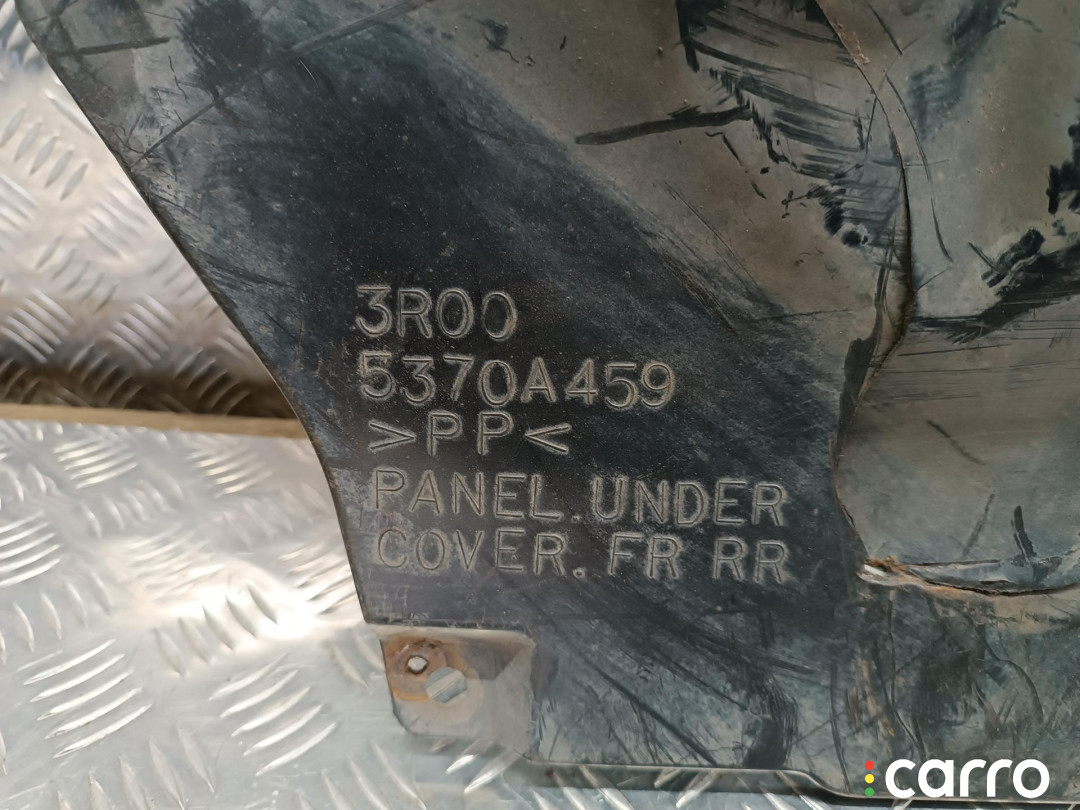 3R00
5370A459
>PP<
PANEL.UNDER
COVER.FR RR
carro